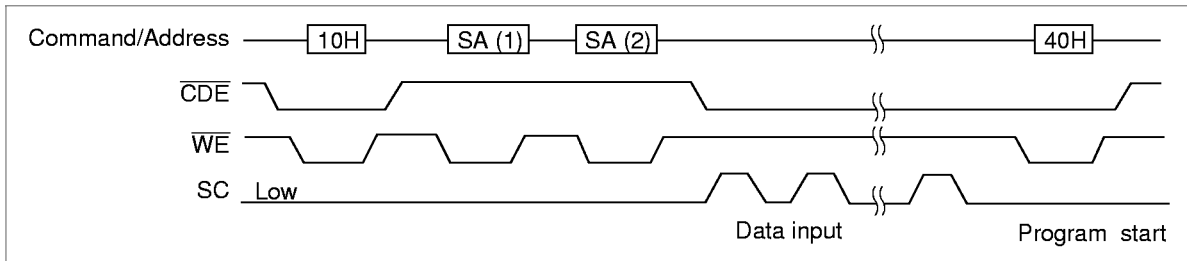 Command/Address 10H SA (1) SA (2) 40H
CDE
WE
SC Low
Data input Program start